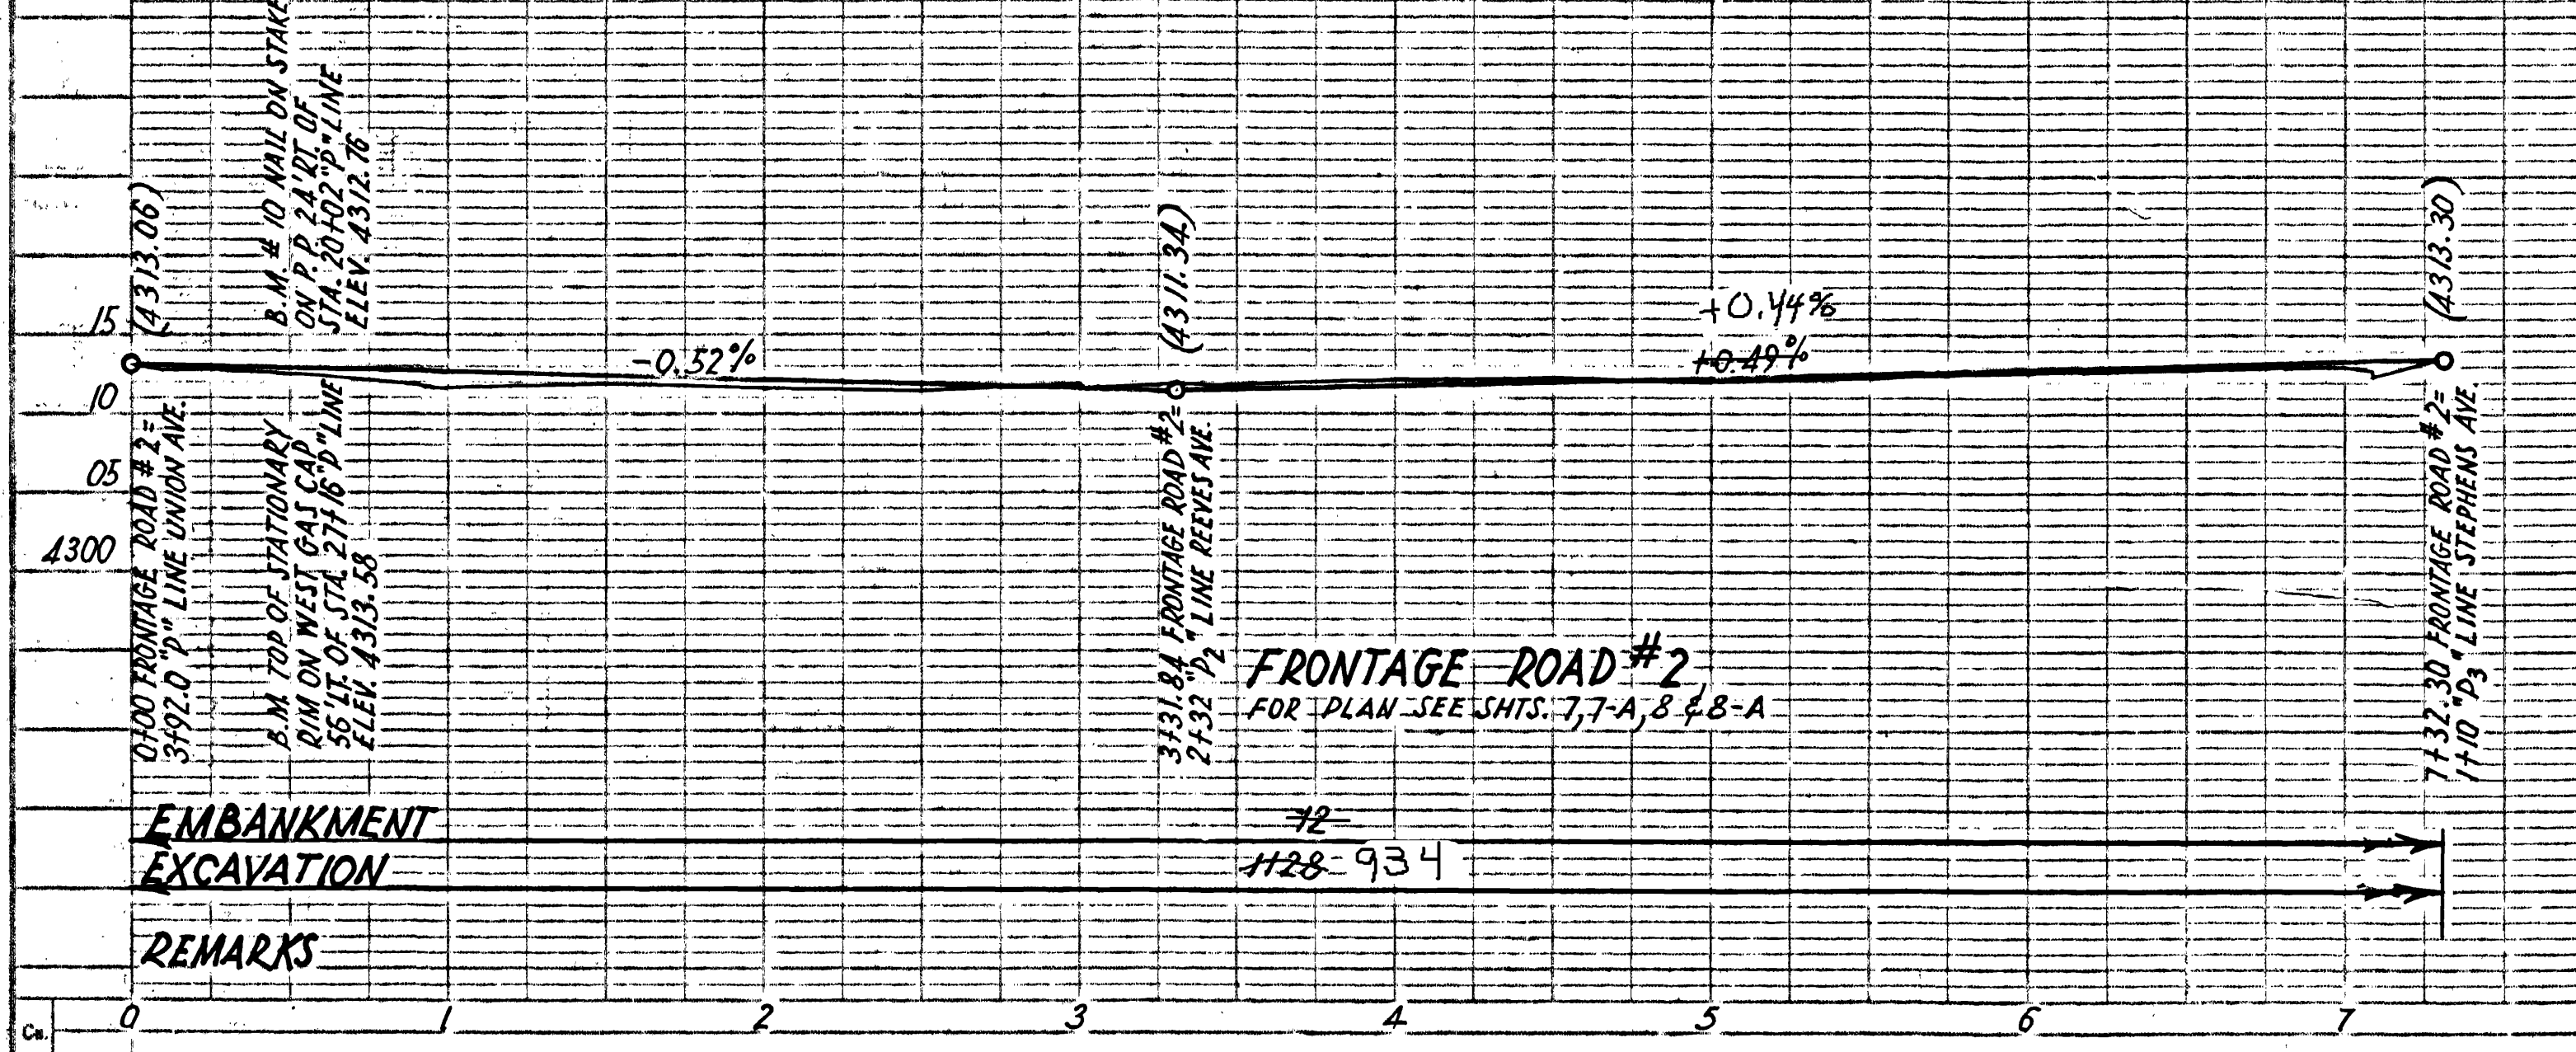 B.M. # 10 NAIL ON STAKE
ON P.P. 24' RT. OF
STA. 20+02 "P" LINE
ELEV. 4312.76
(4313.06)
(4311.34)
(4313.30)
+0.44%
+0.49%
-0.52%
15
10
05
4300
0+00 FRONTAGE ROAD #2=
3+92.0 "P" LINE UNION AVE.
B.M. TOP OF STATIONARY
RIM ON WEST GAS CAP
56' LT. OF STA. 27+16 "P" LINE
ELEV. 4313.58
3+31.84 FRONTAGE ROAD #2=
2+32 "P2" LINE REEVES AVE.
7+32.30 FRONTAGE ROAD #2=
1+10 "P3" LINE STEPHENS AVE.
FRONTAGE ROAD #2
FOR PLAN SEE SHTS. 7, 7-A, 8 & 8-A
EMBANKMENT 12
EXCAVATION 1128 934
REMARKS
0 1 2 3 4 5 6 7